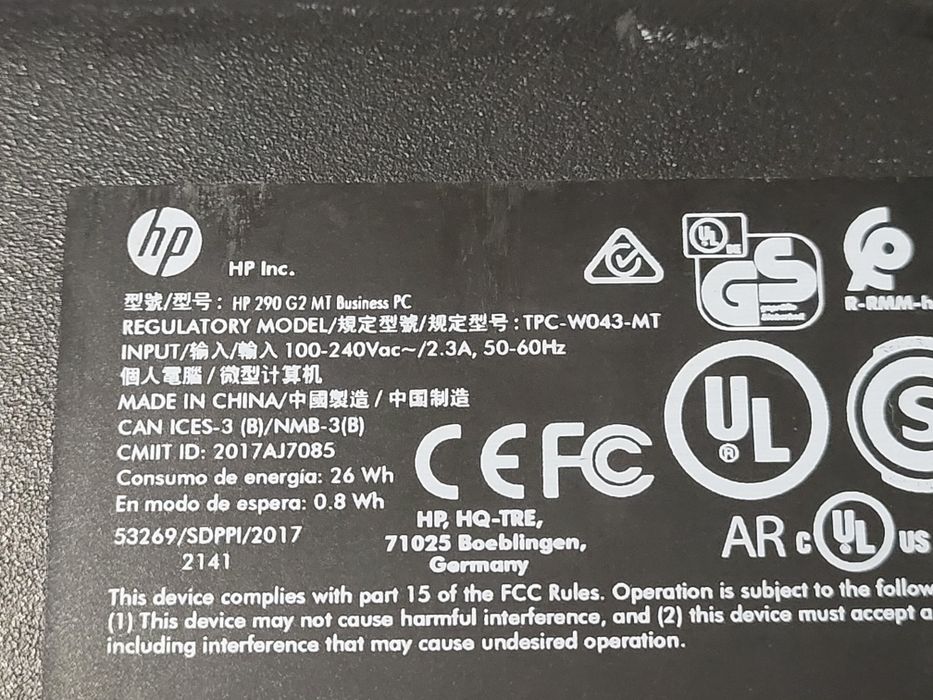 hp
HP Inc.
UL
DE
GS
geprüfte
Sicherheit
R-RMM-h
型號/型号 : HP 290 G2 MT Business PC
REGULATORY MODEL/規定型號/规定型号 : TPC-W043-MT
INPUT/输入/輸入 100-240Vac~/2.3A, 50-60Hz
個人電腦 / 微型计算机
MADE IN CHINA/中國製造 / 中国制造
CAN ICES-3 (B)/NMB-3(B)
CMIIT ID: 2017AJ7085
Consumo de energía: 26 Wh
En modo de espera: 0.8 Wh
53269/SDPPI/2017
2141
CE FC
HP, HQ-TRE,
71025 Boeblingen,
Germany
UL
®
S
AR c UL US
This device complies with part 15 of the FCC Rules. Operation is subject to the follow
(1) This device may not cause harmful interference, and (2) this device must accept a
including interference that may cause undesired operation.